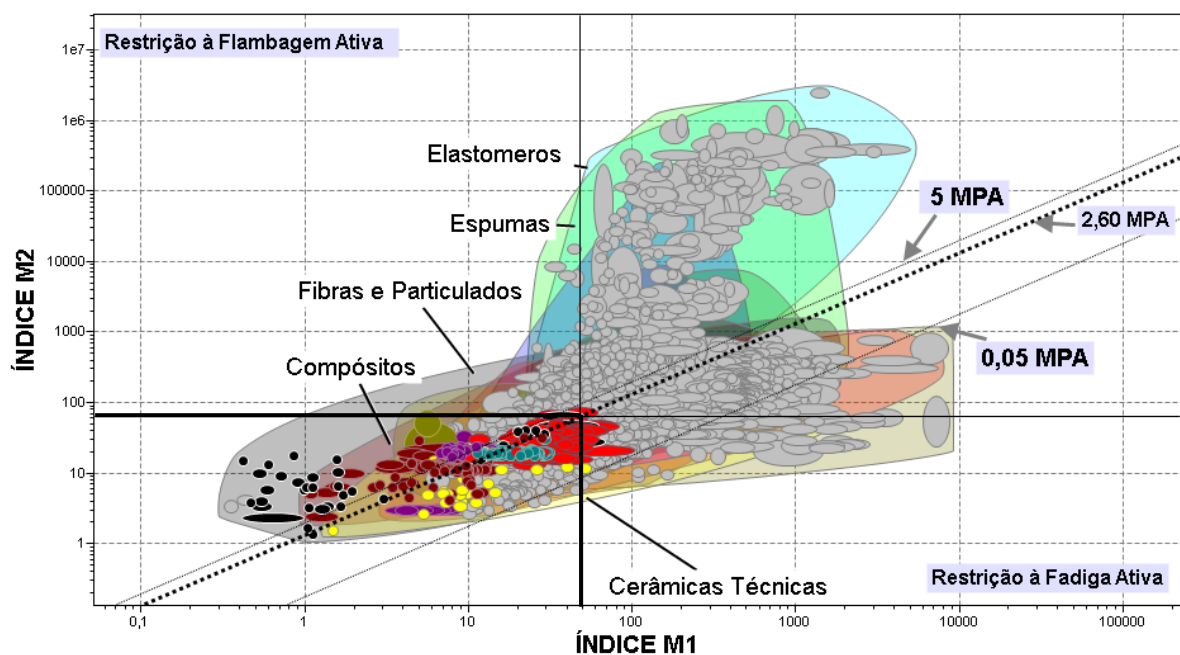 Restrição à Flambagem Ativa
1e7
1e6
100000
10000
1000
100
10
1
ÍNDICE M2
Elastomeros
Espumas
Fibras e Particulados
Compósitos
5 MPA
2,60 MPA
0,05 MPA
Cerâmicas Técnicas
Restrição à Fadiga Ativa
0,1
1
10
100
1000
10000
100000
ÍNDICE M1